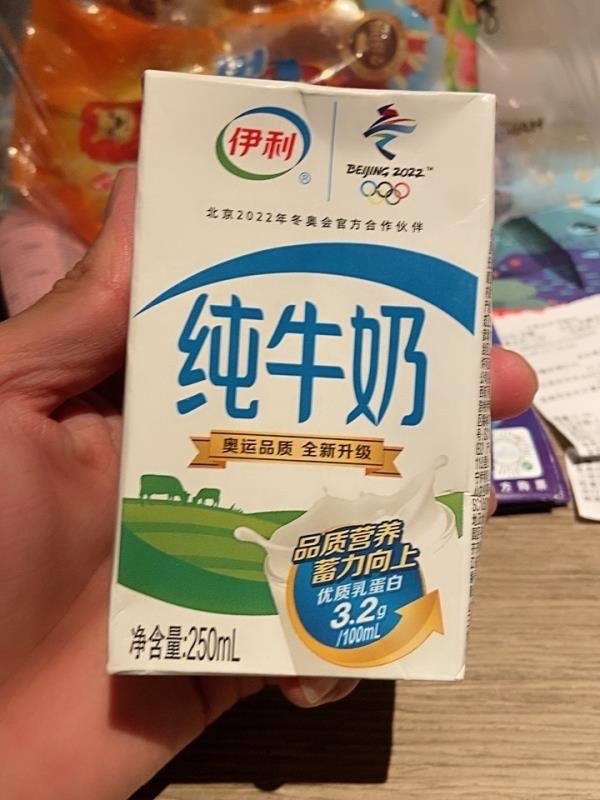 伊利
®
BEIJING 2022™
北京2022年冬奥会官方合作伙伴
纯牛奶
奥运品质 全新升级
品质营养
蓄力向上
优质乳蛋白
3.2g
/100mL
净含量:250mL